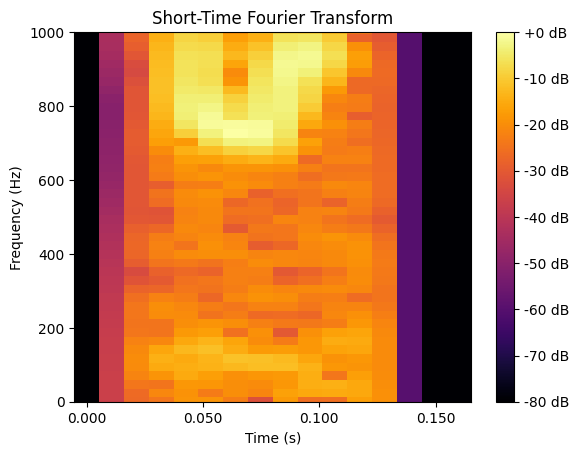 Short-Time Fourier Transform
1000
800
600
400
200
0
Frequency (Hz)
0.000
0.050
0.100
0.150
Time (s)
+0 dB
-10 dB
-20 dB
-30 dB
-40 dB
-50 dB
-60 dB
-70 dB
-80 dB